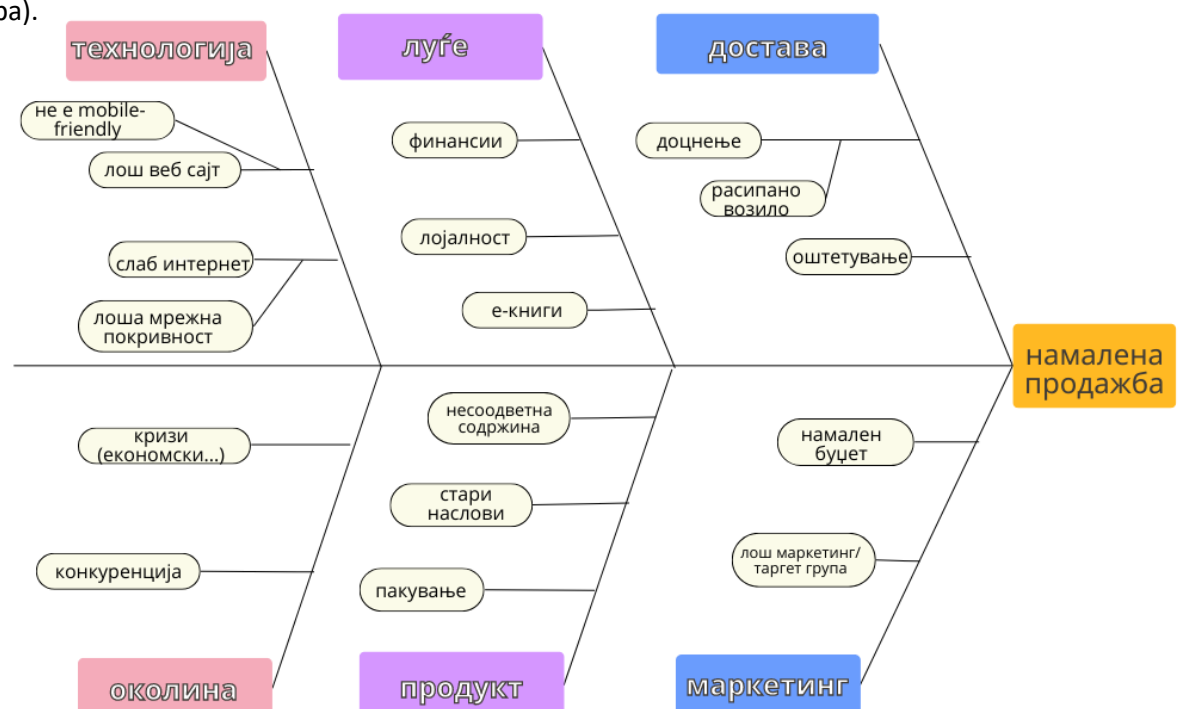 ра).
технологија
луѓе
достава
не е mobile-
friendly
лош веб сајт
слаб интернет
лоша мрежна
покривност
финансии
лојалност
е-книги
доцнење
расипано
возило
оштетување
намалена
продажба
кризи
(економски...)
конкуренција
несоодветна
содржина
стари
наслови
пакување
намален
буџет
лош маркетинг/
таргет група
околина
продукт
маркетинг